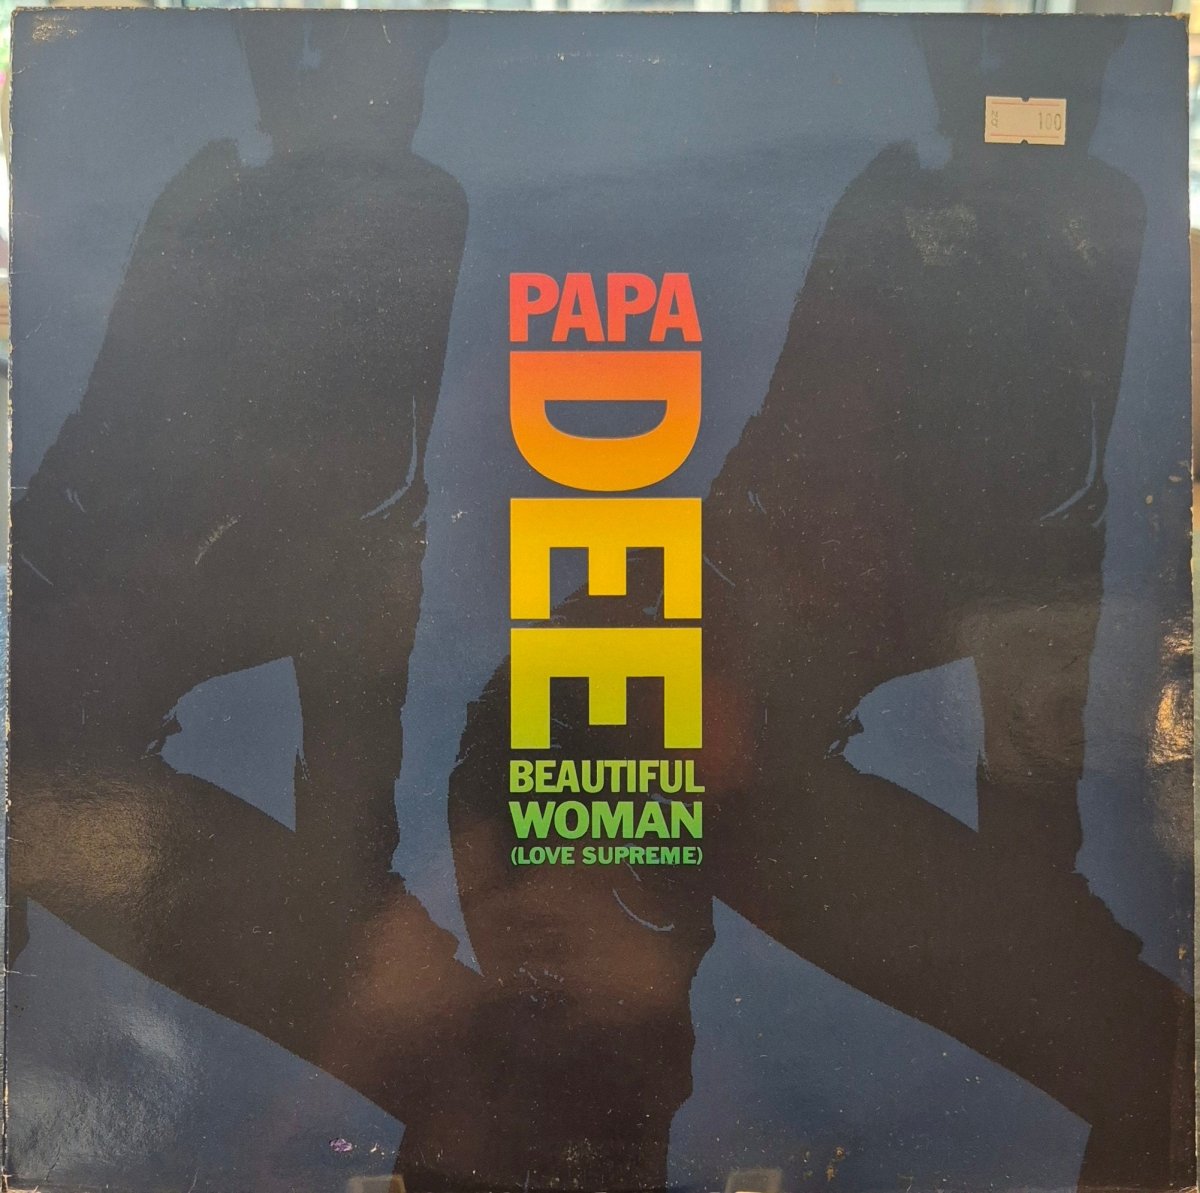 100
PAPA
DEE
BEAUTIFUL
WOMAN
(LOVE SUPREME)